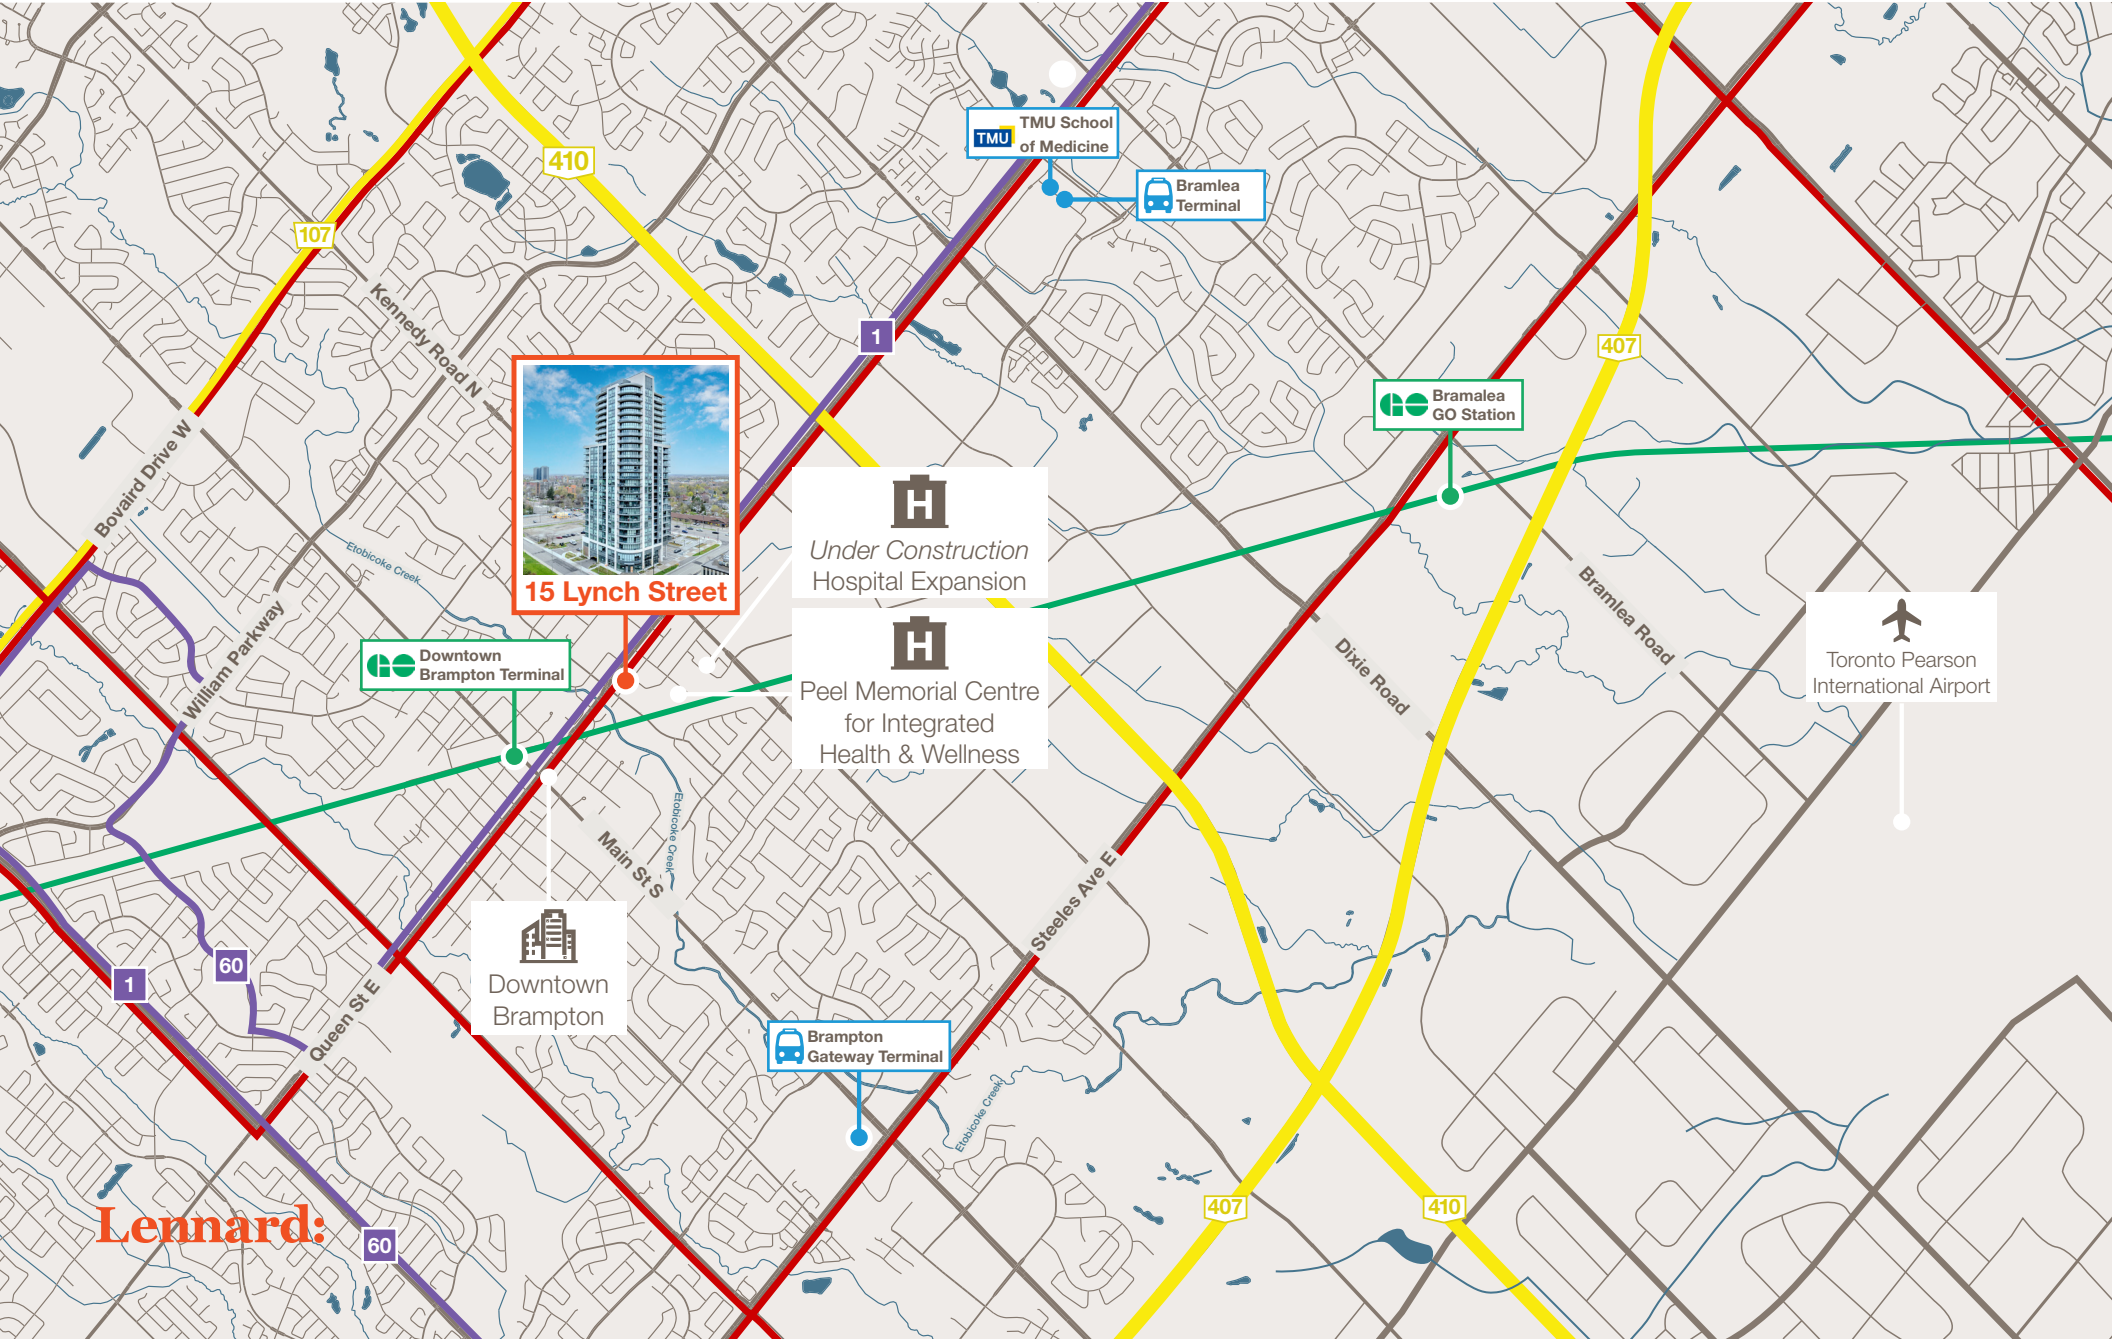 TMU
TMU School
of Medicine
410
Bramlea
Terminal
107
Kennedy Road N
1
407
Bramalea
GO Station
GO
Bovaird Drive W
15 Lynch Street
H
Under Construction
Hospital Expansion
Etobicoke Creek
William Parkway
GO
Downtown
Brampton Terminal
H
Peel Memorial Centre
for Integrated
Health & Wellness
Bramlea Road
Dixie Road
Toronto Pearson
International Airport
Main St S
Etobicoke Creek
Steeles Ave E
60
1
Queen St E
Downtown
Brampton
Brampton
Gateway Terminal
Etobicoke Creek
407
410
Lennard:
60